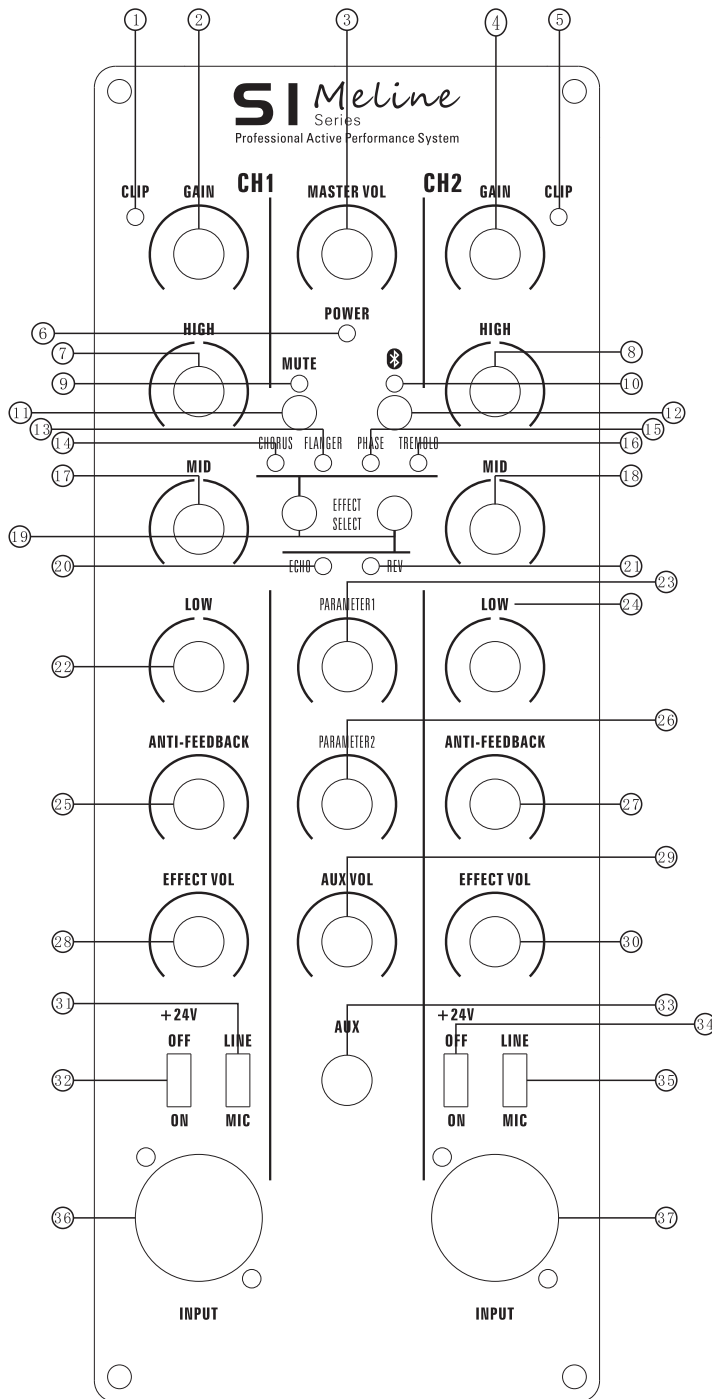 ① ② ③ ④ ⑤
SI Meline
Series
Professional Active Performance System
CH1 CH2
CLIP GAIN MASTER VOL GAIN CLIP
⑥ POWER
HIGH HIGH
⑦ ⑧
MUTE
⑨ ⑩
⑪ ⑫
⑬ ⑮
⑭ CHORUS FLANGER PHASE TREMOLO ⑯
⑰ MID MID ⑱
EFFECT
SELECT
⑲
⑳ ECHO REV ㉑
㉓
LOW PARAMETER1 LOW ㉔
㉒
㉖
ANTI-FEEDBACK PARAMETER2 ANTI-FEEDBACK
㉕ ㉗
㉙
EFFECT VOL AUX VOL EFFECT VOL
㉘ ㉚
㉛ ㉝
+24V AUX +24V ㉞
OFF LINE OFF LINE
㉜ ㉟
ON MIC ON MIC
㊱ ㊲
INPUT INPUT